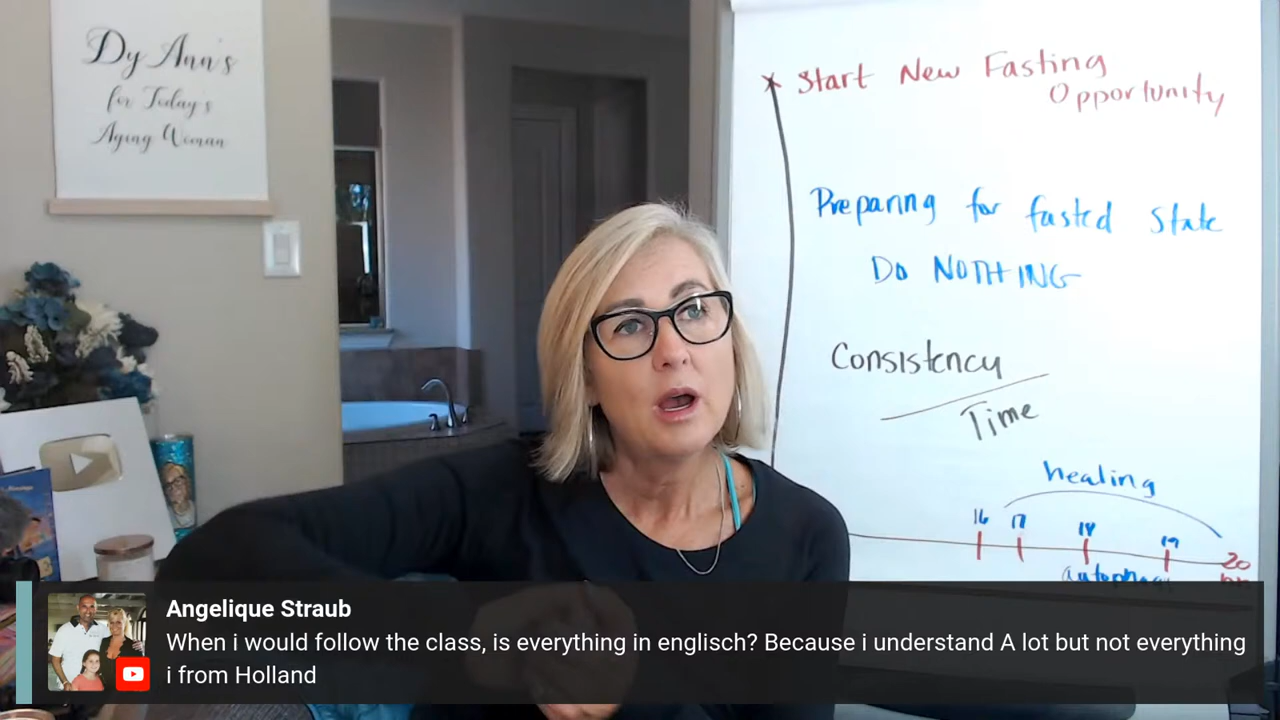 Dy Ann's
for Today's
Aging Woman
Start New Fasting
Opportunity
Preparing for fasted State
DO NOTHING
Consistency
Time
healing
16 17 18 19 20
Angelique Straub
When i would follow the class, is everything in englisch? Because i understand A lot but not everything
i from Holland